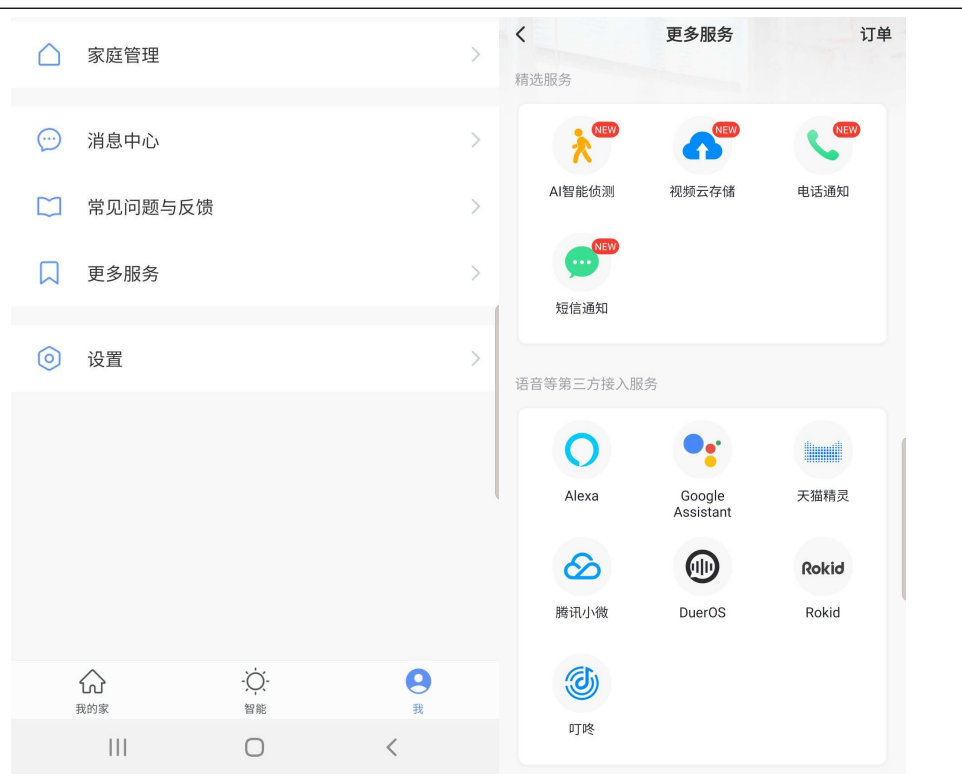 家庭管理
消息中心
常见问题与反馈
更多服务
设置
我的家
智能
我
更多服务
订单
精选服务
NEW
NEW
NEW
AI智能侦测
视频云存储
电话通知
NEW
短信通知
语音等第三方接入服务
Alexa
Google
Assistant
天猫精灵
Rokid
腾讯小微
DuerOS
Rokid
叮咚